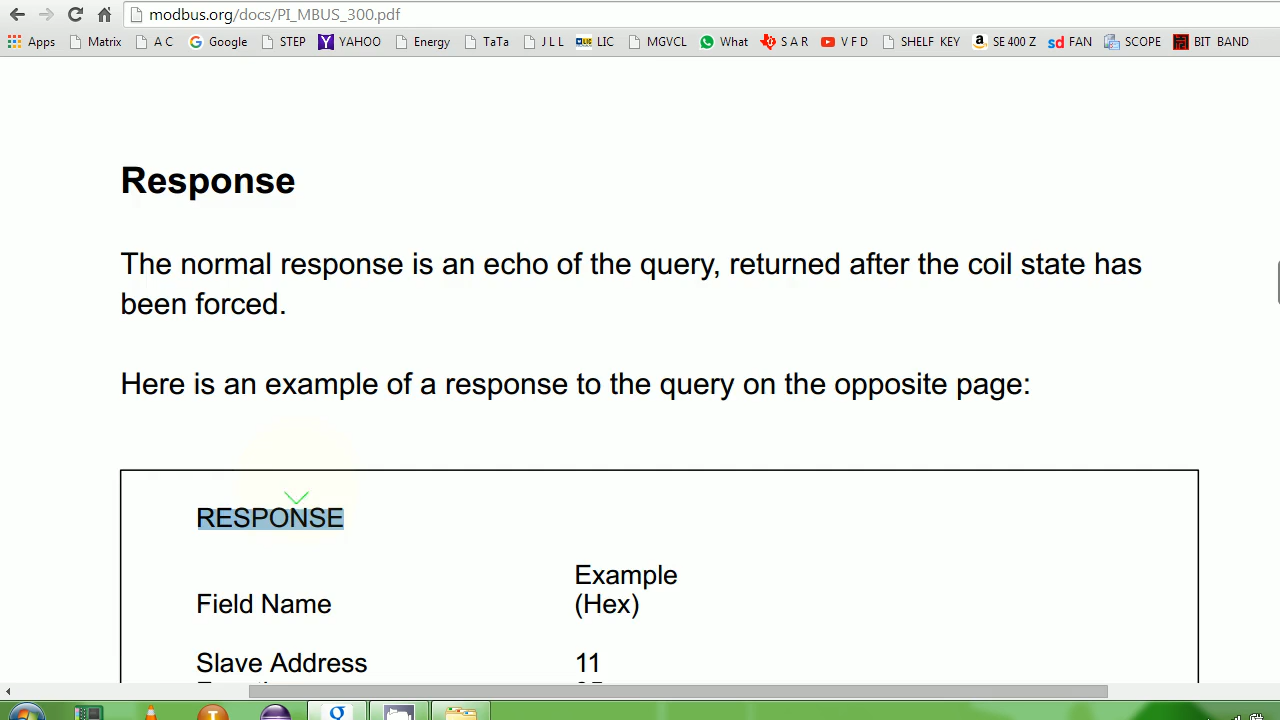 modbus.org/docs/PI_MBUS_300.pdf
Apps Matrix A C Google STEP YAHOO Energy TaTa J L L LIC MGVCL What S A R V F D SHELF KEY SE 400 Z sd FAN SCOPE BIT BAND
Response
The normal response is an echo of the query, returned after the coil state has
been forced.
Here is an example of a response to the query on the opposite page:
RESPONSE
Example
Field Name (Hex)
Slave Address 11